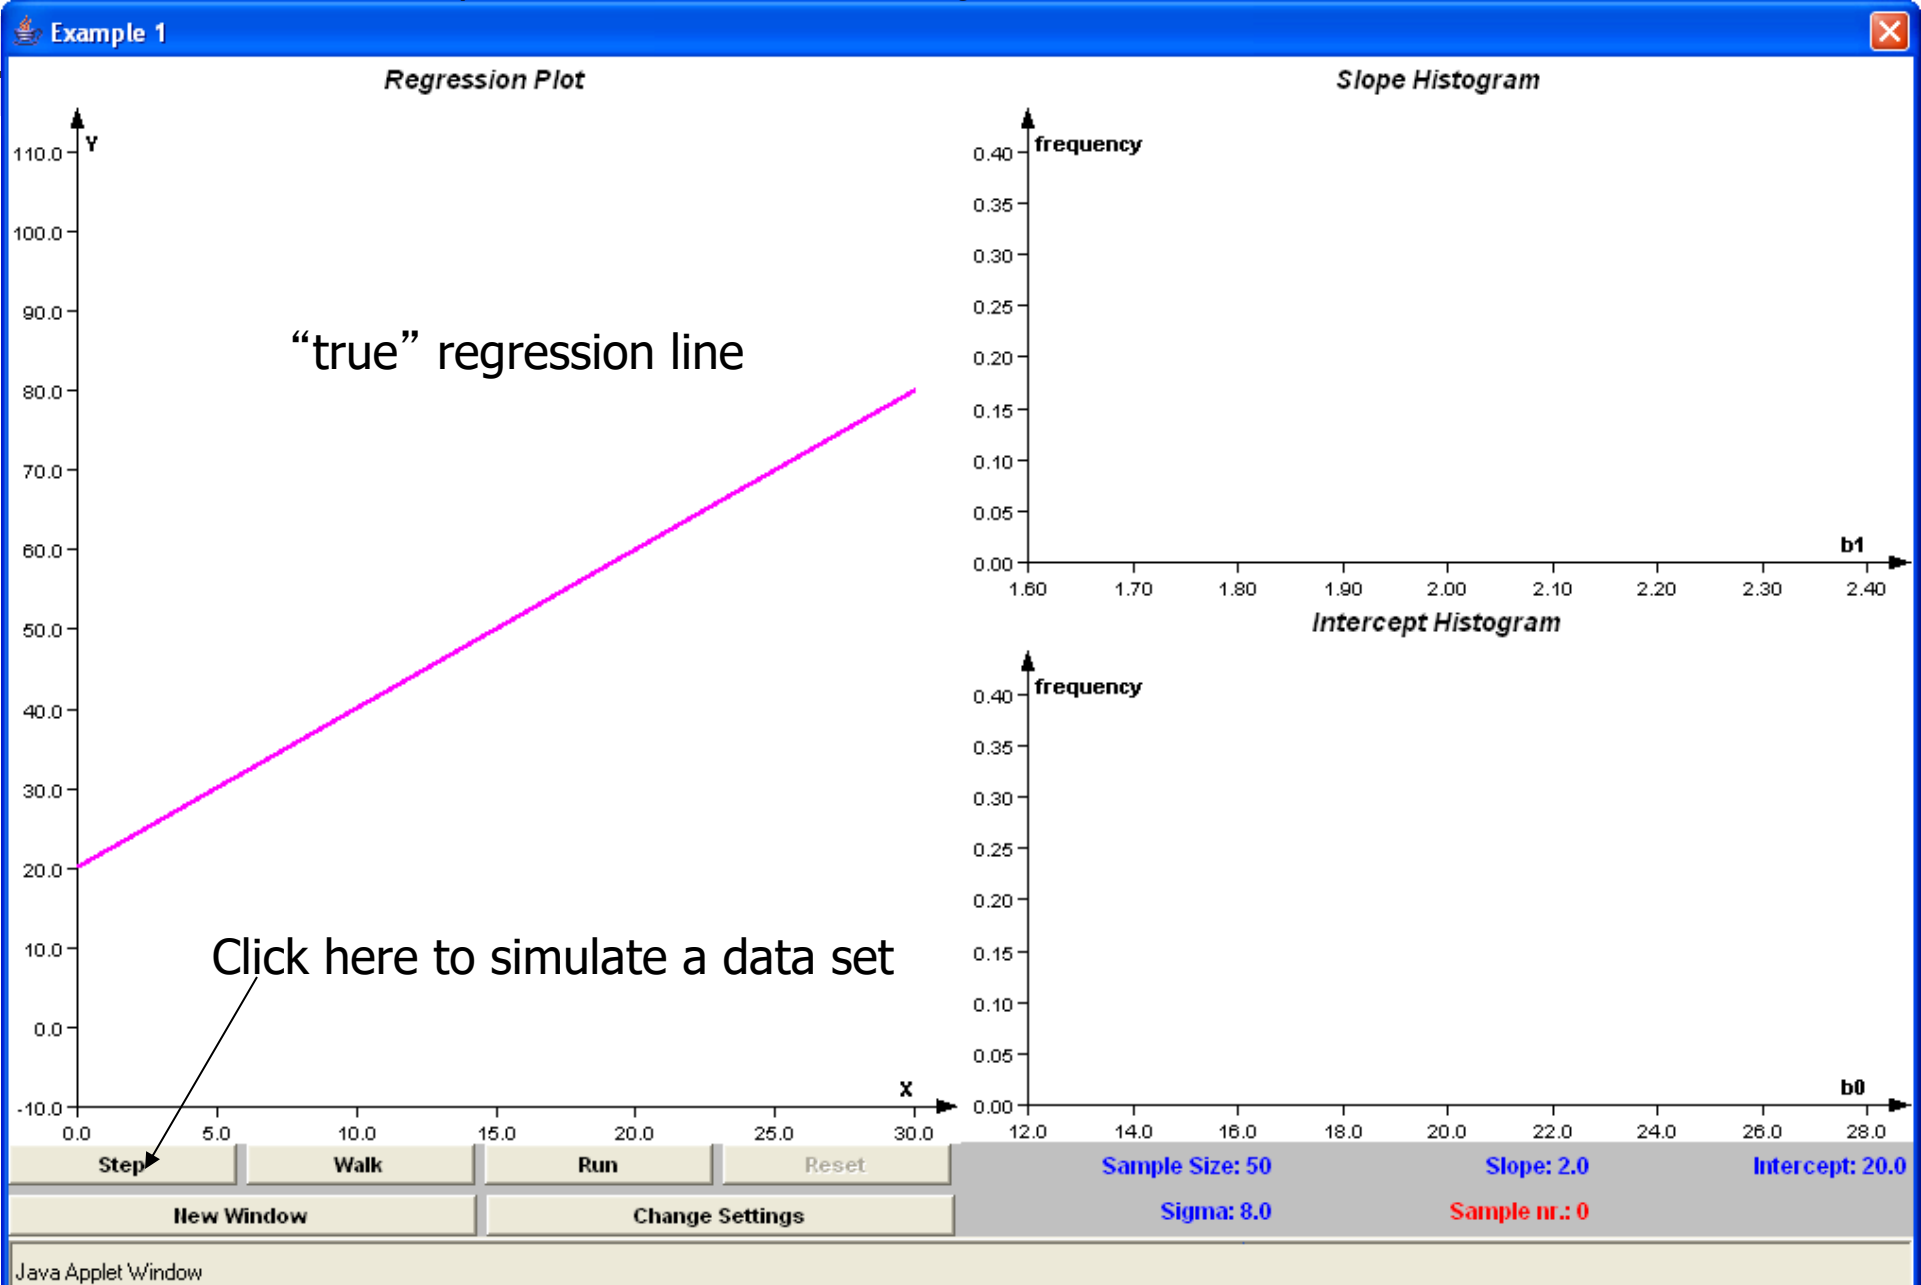 Example 1
Regression Plot
Y
110.0
100.0
90.0
80.0
70.0
60.0
50.0
40.0
30.0
20.0
10.0
0.0
-10.0
“true” regression line
Click here to simulate a data set
X
0.0 5.0 10.0 15.0 20.0 25.0 30.0
Slope Histogram
frequency
0.40
0.35
0.30
0.25
0.20
0.15
0.10
0.05
0.00
b1
1.60 1.70 1.80 1.90 2.00 2.10 2.20 2.30 2.40
Intercept Histogram
frequency
0.40
0.35
0.30
0.25
0.20
0.15
0.10
0.05
0.00
b0
12.0 14.0 16.0 18.0 20.0 22.0 24.0 26.0 28.0
Step Walk Run Reset
New Window Change Settings
Sample Size: 50 Slope: 2.0 Intercept: 20.0
Sigma: 8.0 Sample nr.: 0
Java Applet Window